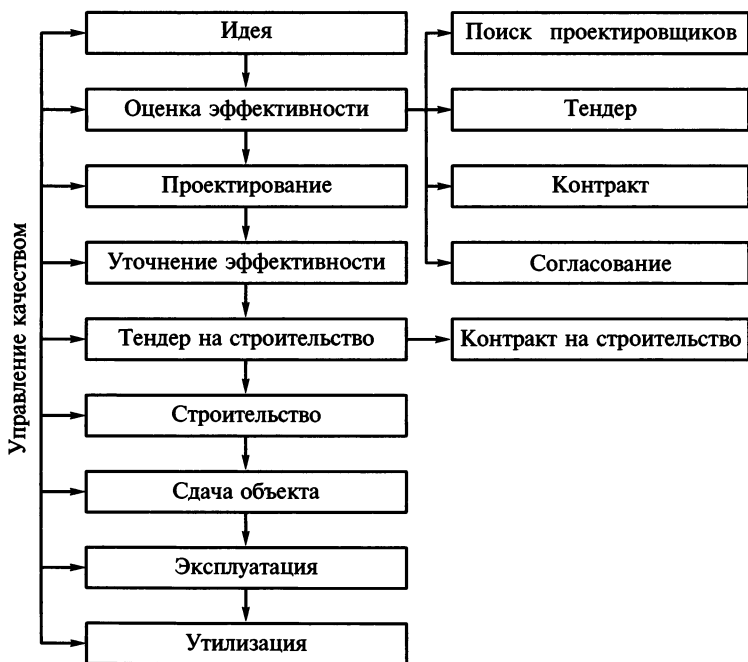 Управление качеством
Идея
Поиск проектировщиков
Оценка эффективности
Тендер
Проектирование
Контракт
Уточнение эффективности
Согласование
Тендер на строительство
Контракт на строительство
Строительство
Сдача объекта
Эксплуатация
Утилизация